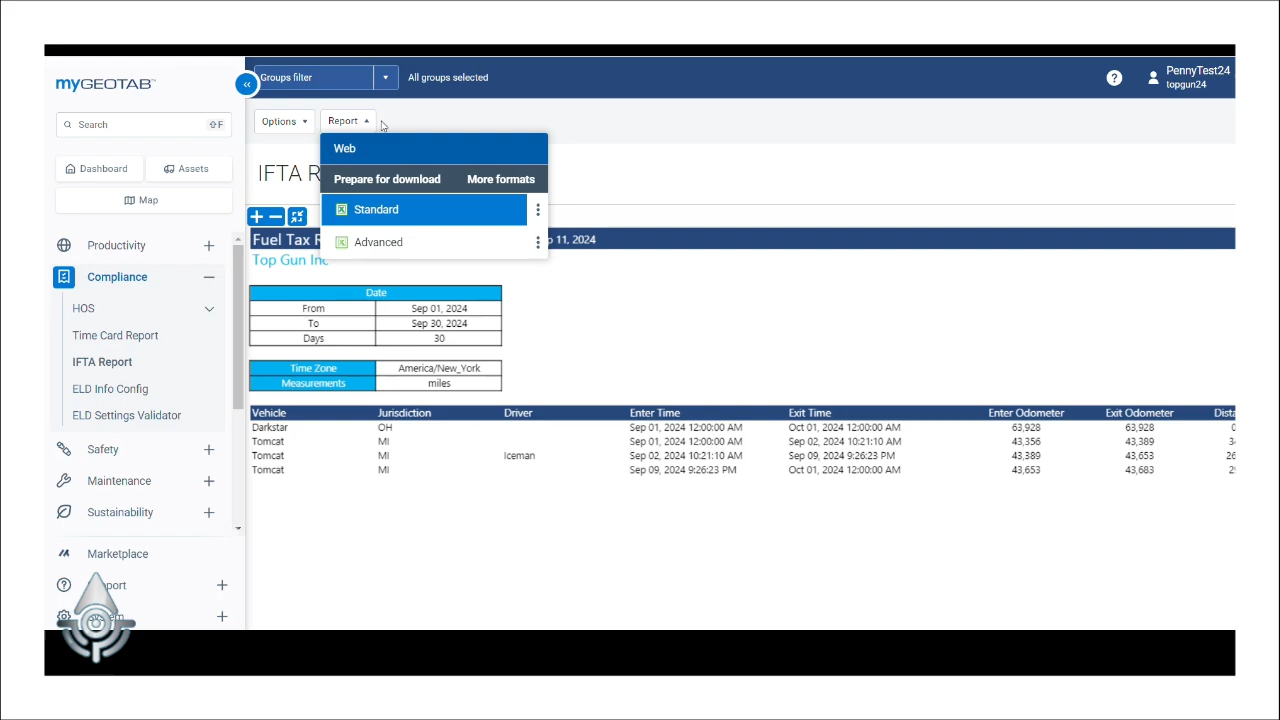 myGEOTAB™
Groups filter
All groups selected
PennyTest24
topgun24
Search
F
Options
Report
Web
Prepare for download
More formats
Standard
Advanced
Dashboard
Assets
Map
IFTA R
Fuel Tax R
11, 2024
Top Gun Inc
Productivity
Compliance
HOS
Time Card Report
IFTA Report
ELD Info Config
ELD Settings Validator
Safety
Maintenance
Sustainability
Marketplace
Date
From Sep 01, 2024
To Sep 30, 2024
Days 30
Time Zone America/New_York
Measurements miles
Vehicle Jurisdiction Driver Enter Time Exit Time Enter Odometer Exit Odometer Dista
Darkstar OH Sep 01, 2024 12:00:00 AM Oct 01, 2024 12:00:00 AM 63,928 63,928 0
Tomcat MI Sep 01, 2024 12:00:00 AM Sep 02, 2024 10:21:10 AM 43,356 43,389
Tomcat MI Iceman Sep 02, 2024 10:21:10 AM Sep 09, 2024 9:26:23 PM 43,389 43,653
Tomcat MI Sep 09, 2024 9:26:23 PM Oct 01, 2024 12:00:00 AM 43,653 43,683